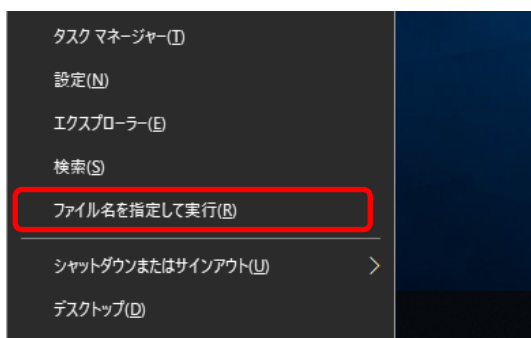 タスク マネージャー(T)
設定(N)
エクスプローラー(E)
検索(S)
ファイル名を指定して実行(R)
シャットダウンまたはサインアウト(U)
デスクトップ(D)